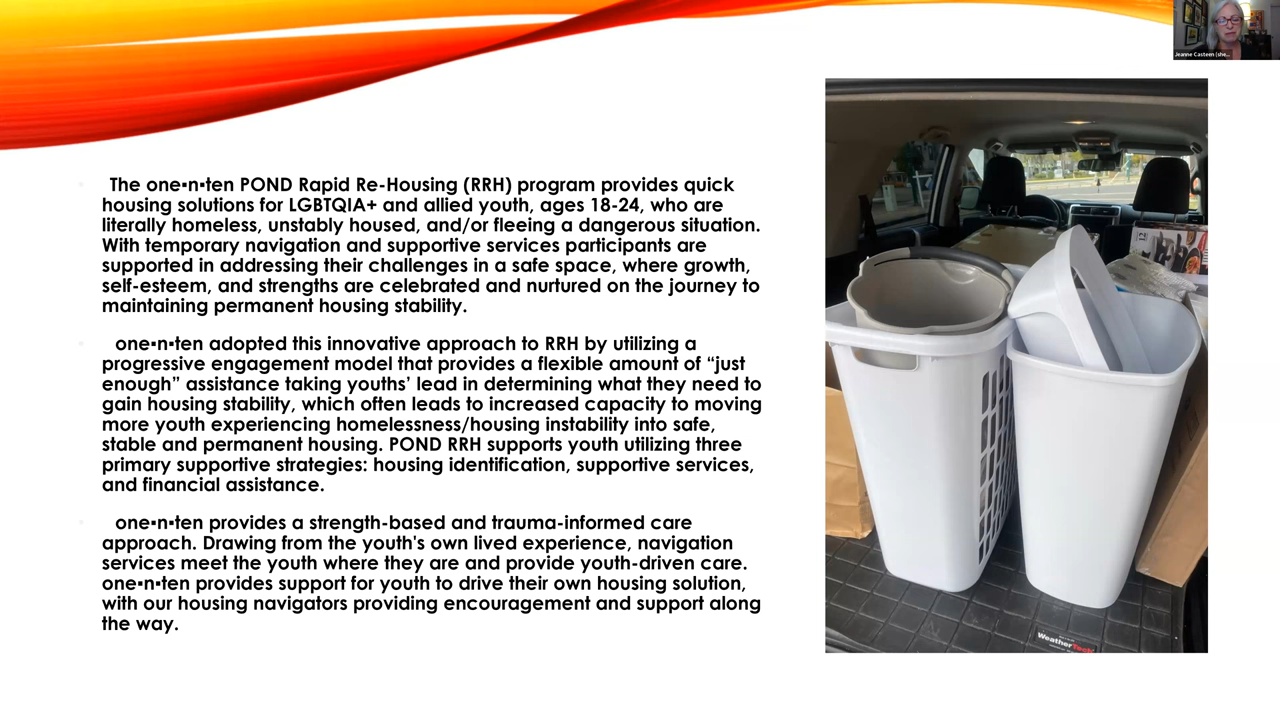 Jeanne Casteen (she...
The one▪n▪ten POND Rapid Re-Housing (RRH) program provides quick
housing solutions for LGBTQIA+ and allied youth, ages 18-24, who are
literally homeless, unstably housed, and/or fleeing a dangerous situation.
With temporary navigation and supportive services participants are
supported in addressing their challenges in a safe space, where growth,
self-esteem, and strengths are celebrated and nurtured on the journey to
maintaining permanent housing stability.
one▪n▪ten adopted this innovative approach to RRH by utilizing a
progressive engagement model that provides a flexible amount of “just
enough” assistance taking youths’ lead in determining what they need to
gain housing stability, which often leads to increased capacity to moving
more youth experiencing homelessness/housing instability into safe,
stable and permanent housing. POND RRH supports youth utilizing three
primary supportive strategies: housing identification, supportive services,
and financial assistance.
one▪n▪ten provides a strength-based and trauma-informed care
approach. Drawing from the youth's own lived experience, navigation
services meet the youth where they are and provide youth-driven care.
one▪n▪ten provides support for youth to drive their own housing solution,
with our housing navigators providing encouragement and support along
the way.
WeatherTech